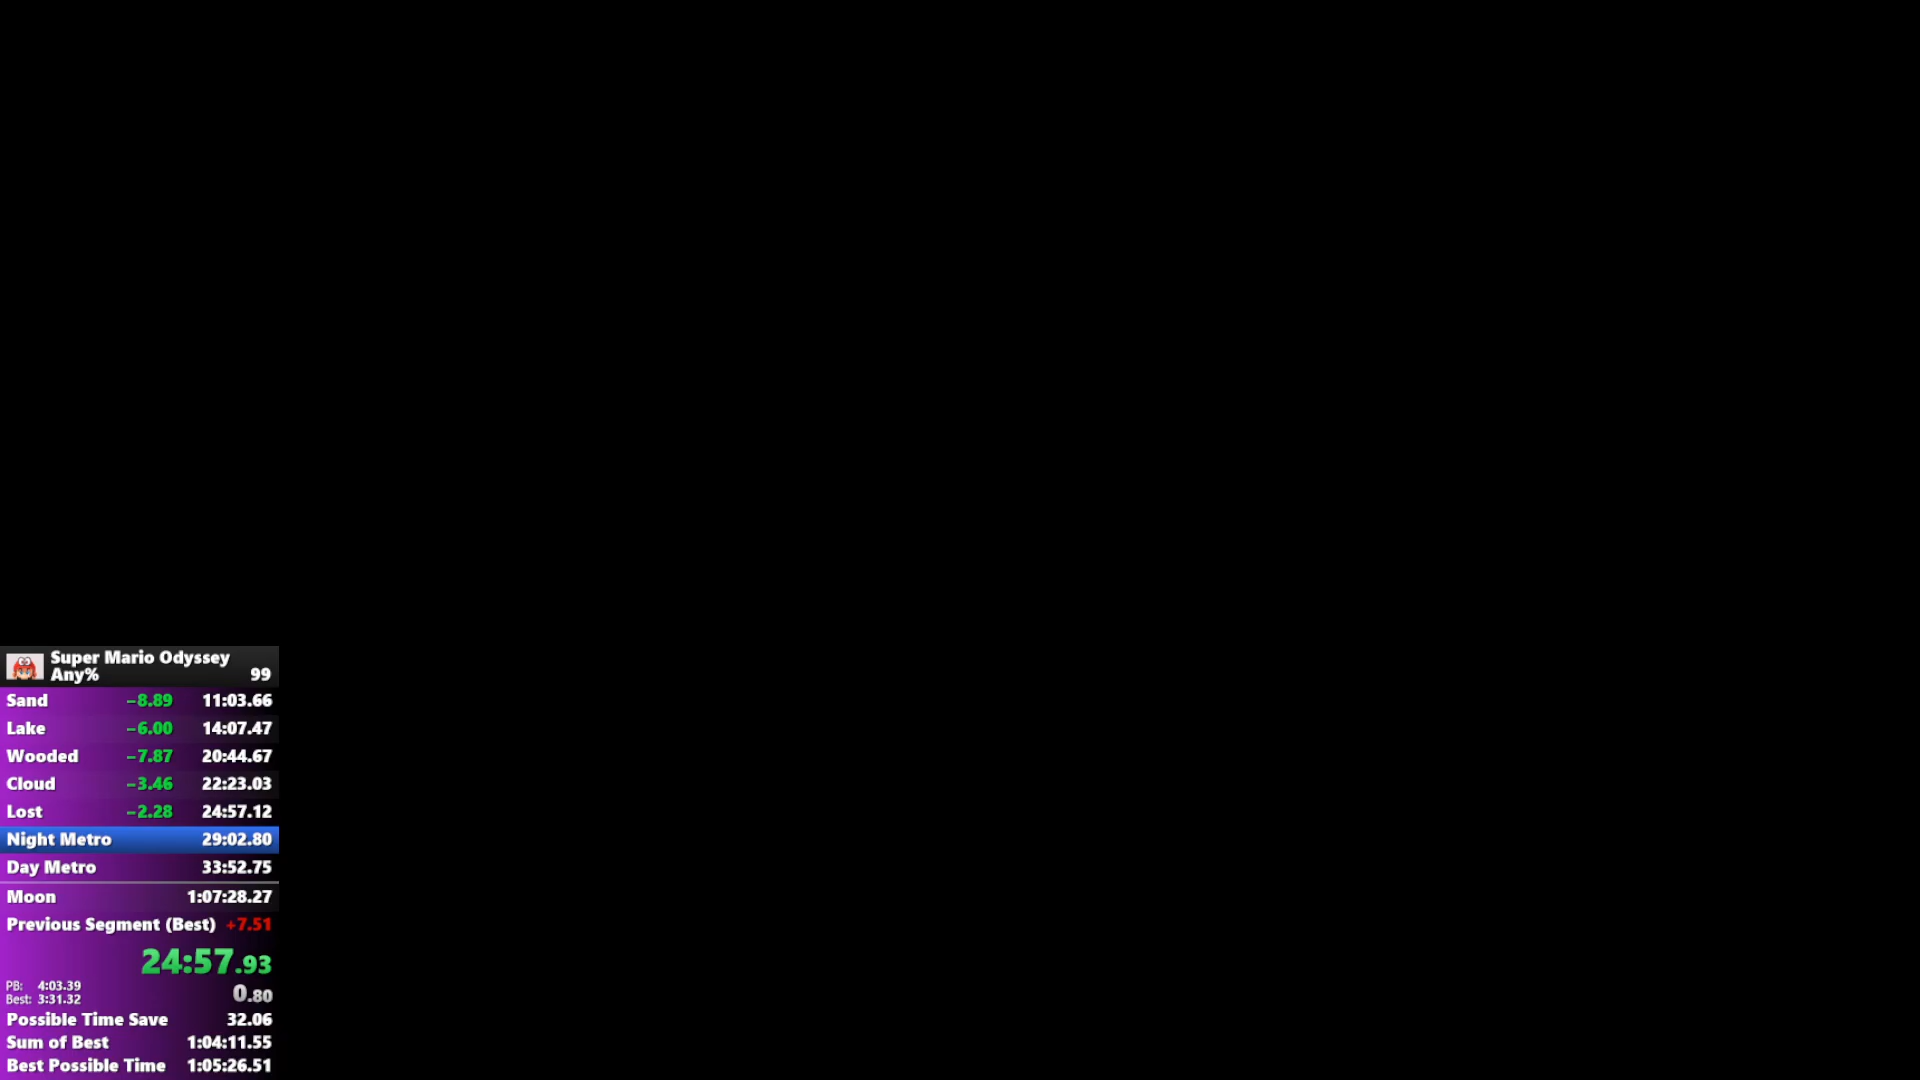 Super Mario Odyssey
Any% 99
Sand −8.89 11:03.66
Lake −6.00 14:07.47
Wooded −7.87 20:44.67
Cloud −3.46 22:23.03
Lost −2.28 24:57.12
Night Metro 29:02.80
Day Metro 33:52.75
Moon 1:07:28.27
Previous Segment (Best) +7.51
24:57.93
PB: 4:03.39
Best: 3:31.32
0.80
Possible Time Save 32.06
Sum of Best 1:04:11.55
Best Possible Time 1:05:26.51